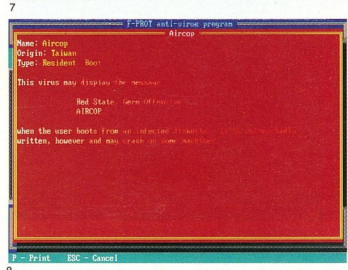 7
F-PROT anti-virus program
Aircop
Name: Aircop
Origin: Taiwan
Type: Resident Boot
This virus may display the message
Red State, Germ Offensive
AIRCOP
when the user boots from an infected diskette.
written, however and may crash on some machines.
P - Print ESC - Cancel
8